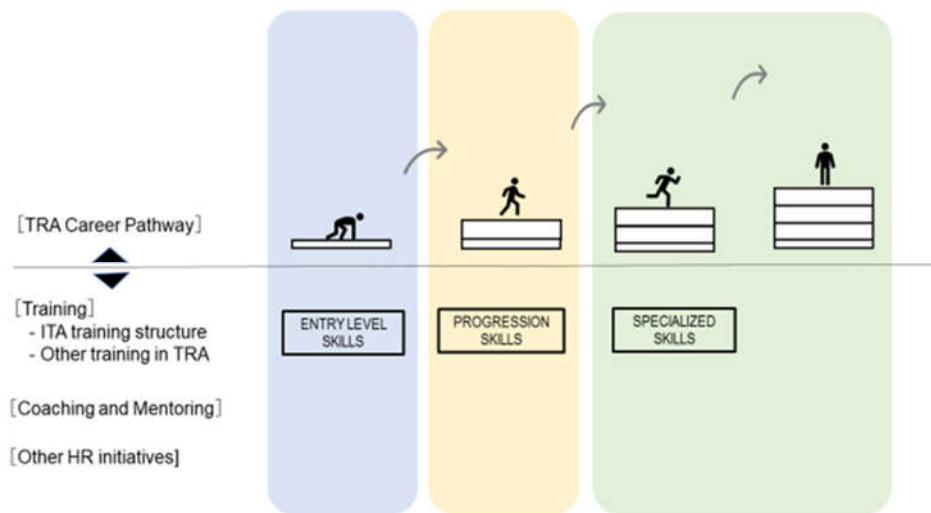 [TRA Career Pathway]
[Training]
- ITA training structure
- Other training in TRA
ENTRY LEVEL
SKILLS
PROGRESSION
SKILLS
SPECIALIZED
SKILLS
[Coaching and Mentoring]
[Other HR initiatives]